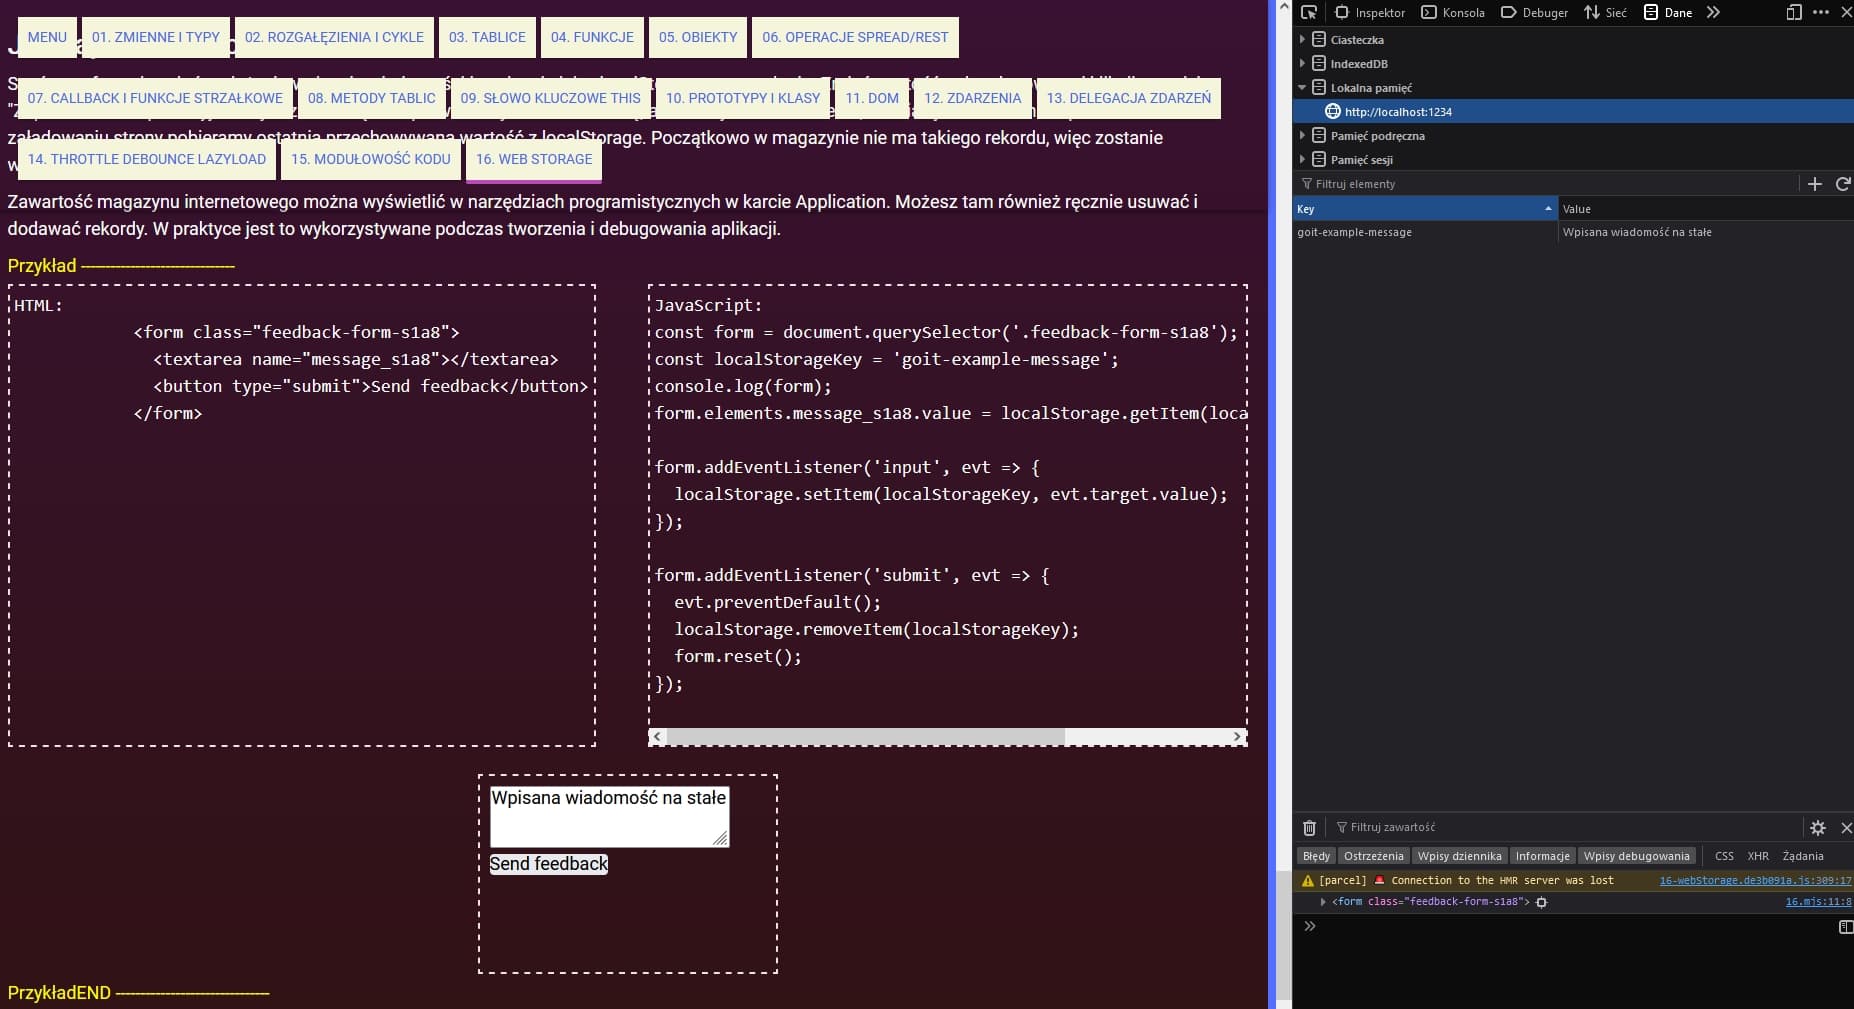 MENU 01. ZMIENNE I TYPY 02. ROZGAŁĘZIENIA I CYKLE 03. TABLICE 04. FUNKCJE 05. OBIEKTY 06. OPERACJE SPREAD/REST
07. CALLBACK I FUNKCJE STRZAŁKOWE 08. METODY TABLIC 09. SŁOWO KLUCZOWE THIS 10. PROTOTYPY I KLASY 11. DOM 12. ZDARZENIA 13. DELEGACJA ZDARZEŃ
załadowaniu strony pobieramy ostatnią przechowywaną wartość z localStorage. Początkowo w magazynie nie ma takiego rekordu, więc zostanie
14. THROTTLE DEBOUNCE LAZYLOAD 15. MODUŁOWOŚĆ KODU 16. WEB STORAGE
Zawartość magazynu internetowego można wyświetlić w narzędziach programistycznych w karcie Application. Możesz tam również ręcznie usuwać i
dodawać rekordy. W praktyce jest to wykorzystywane podczas tworzenia i debugowania aplikacji.
Przykład -------------------------------
HTML:
<form class="feedback-form-s1a8">
<textarea name="message_s1a8"></textarea>
<button type="submit">Send feedback</button>
</form>
JavaScript:
const form = document.querySelector('.feedback-form-s1a8');
const localStorageKey = 'goit-example-message';
console.log(form);
form.elements.message_s1a8.value = localStorage.getItem(loca
form.addEventListener('input', evt => {
localStorage.setItem(localStorageKey, evt.target.value);
});
form.addEventListener('submit', evt => {
evt.preventDefault();
localStorage.removeItem(localStorageKey);
form.reset();
});
Wpisana wiadomość na stałe
Send feedback
PrzykładEND -------------------------------
Inspektor Konsola Debuger Sieć Dane
Ciasteczka
IndexedDB
Lokalna pamięć
http://localhost:1234
Pamięć podręczna
Pamięć sesji
Filtruj elementy
Key Value
goit-example-message Wpisana wiadomość na stałe
Filtruj zawartość
Błędy Ostrzeżenia Wpisy dziennika Informacje Wpisy debugowania CSS XHR Żądania
[parcel] 🚨 Connection to the HMR server was lost 16-webStorage.de3b091a.js:309:17
<form class="feedback-form-s1a8"> 16.mjs:11:8